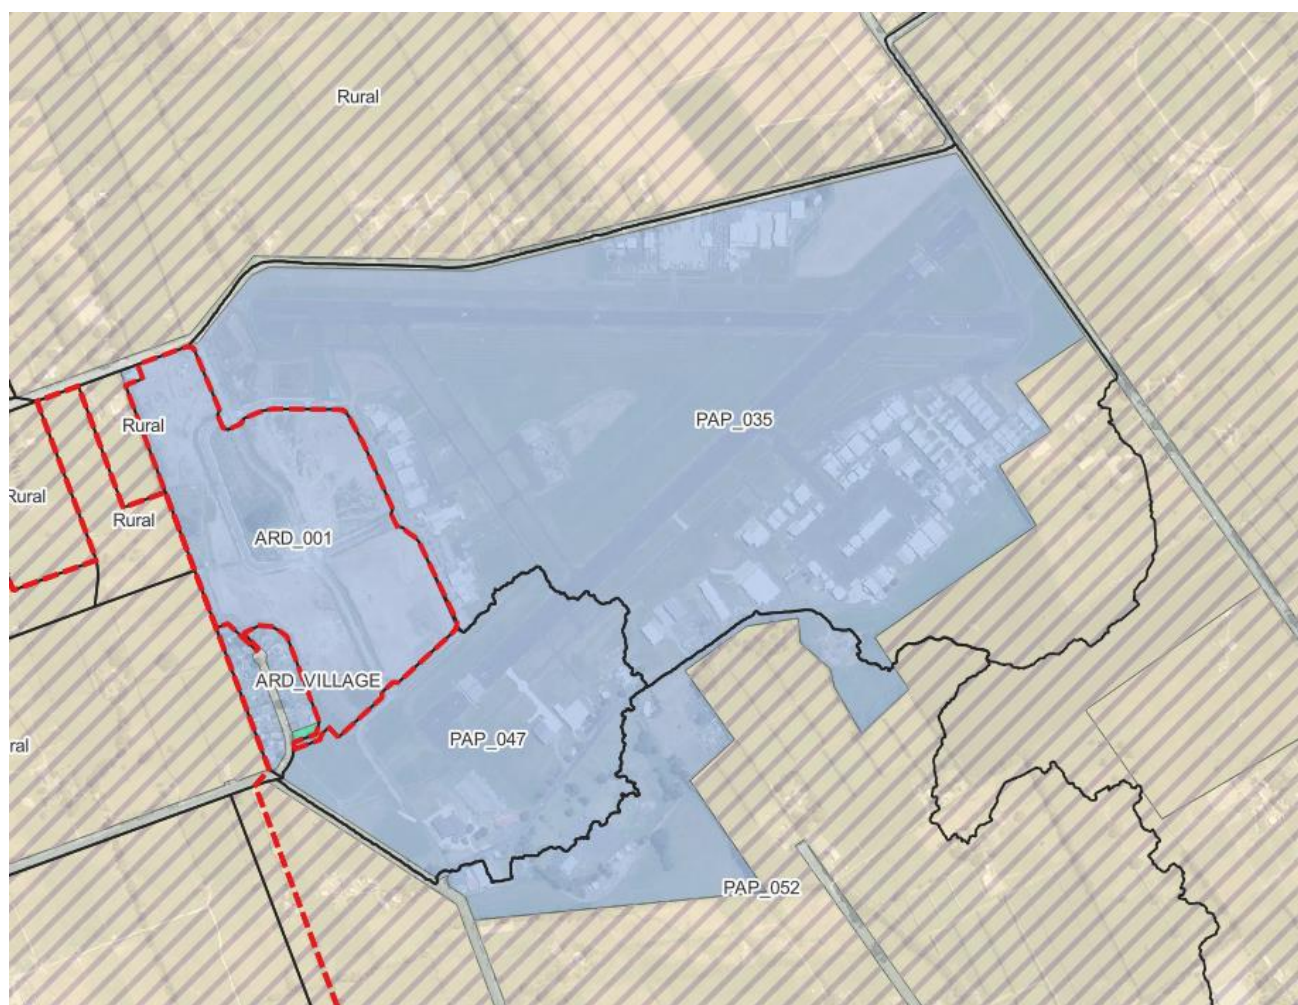 Rural
PAP_035
Rural
Rural
Rural
ARD_001
ARD_VILLAGE
PAP_047
ral
PAP_052